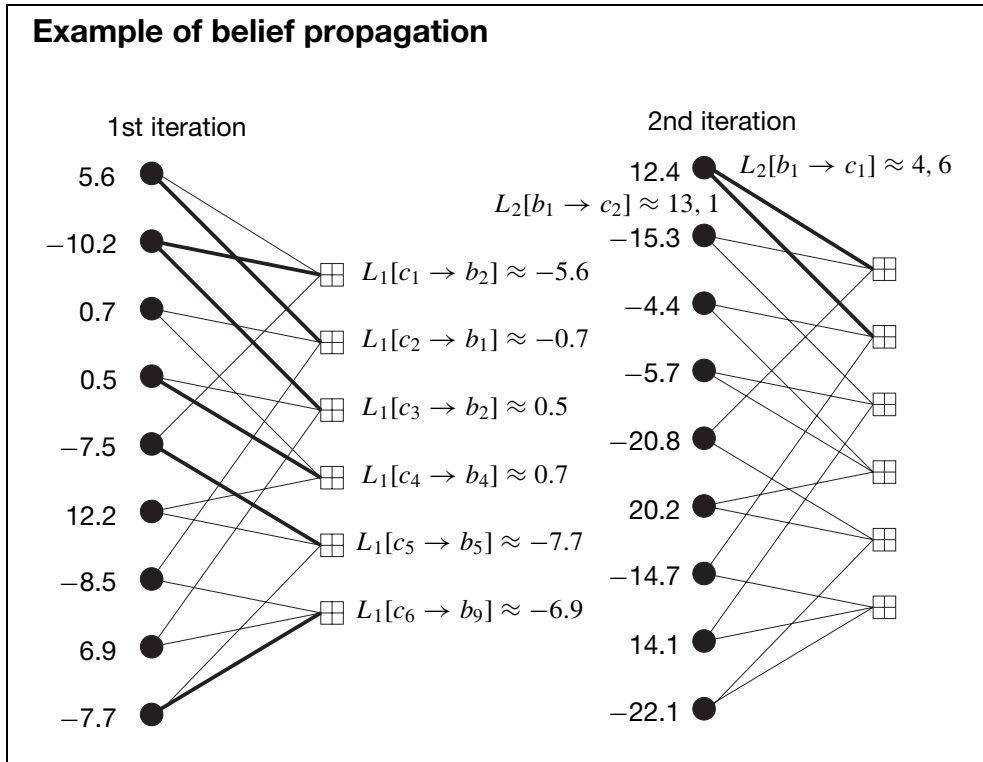 Example of belief propagation
1st iteration
5.6
−10.2
0.7
0.5
−7.5
12.2
−8.5
6.9
−7.7
L₁[c₁ → b₂] ≈ −5.6
L₁[c₂ → b₁] ≈ −0.7
L₁[c₃ → b₂] ≈ 0.5
L₁[c₄ → b₄] ≈ 0.7
L₁[c₅ → b₅] ≈ −7.7
L₁[c₆ → b₉] ≈ −6.9
2nd iteration
12.4
L₂[b₁ → c₁] ≈ 4, 6
L₂[b₁ → c₂] ≈ 13, 1
−15.3
−4.4
−5.7
−20.8
20.2
−14.7
14.1
−22.1